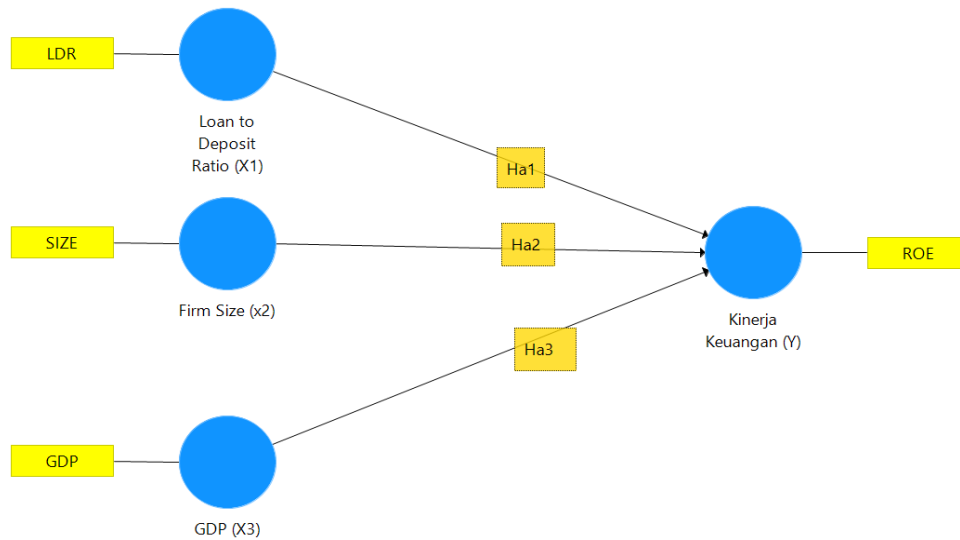 LDR
Loan to
Deposit
Ratio (X1)
Ha1
SIZE
Firm Size (x2)
Ha2
Kinerja
Keuangan (Y)
ROE
Ha3
GDP
GDP (X3)